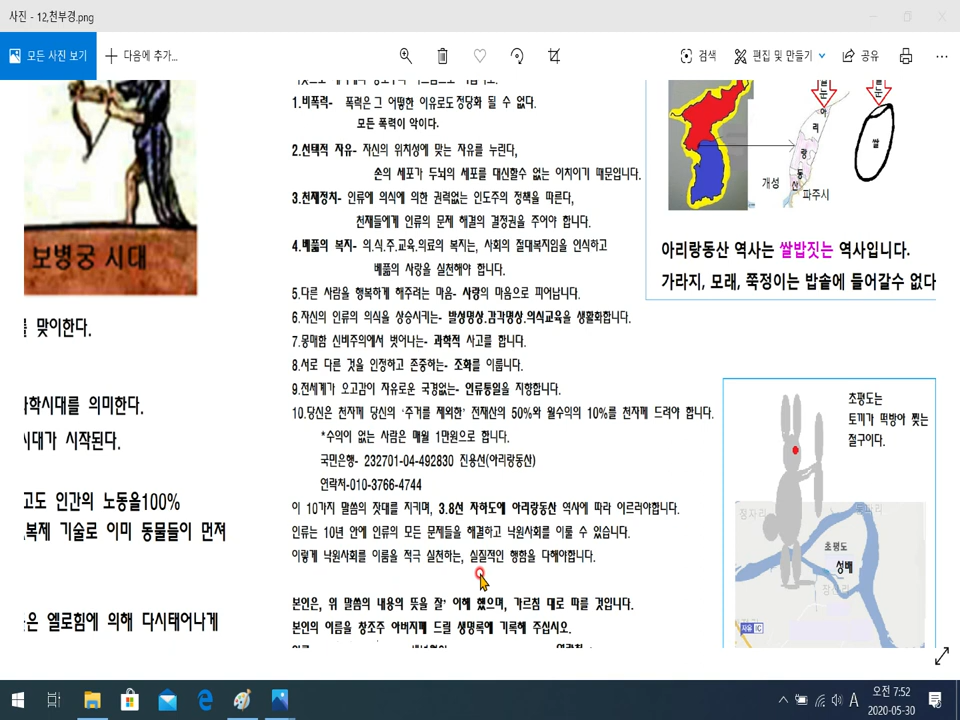 사진 - 12,천부경.png
모든 사진 보기
다음에 추가...
검색
편집 및 만들기
공유
보병궁 시대
맞이한다.
학시대를 의미한다.
시대가 시작된다.
고도 인간의 노동을100%
복제 기술로 이미 동물들이 먼저
은 엘로힘에 의해 다시태어나게
1.비폭력- 폭력은 그 어떠한 이유로도 정당화 될 수 없다.
모든 폭력이 악이다.
2.선택적 자유- 자신의 위치성에 맞는 자유를 누린다,
손의 세포가 두뇌의 세포를 대신할수 없는 이치이기 때문입니다.
3.천재정치- 인류에 의식에 의한 권력없는 인도주의 정책을 따른다,
천재들에게 인류의 문제 해결의 결정권을 주어야 합니다.
4.베품의 복지- 의.식.주.교육.의료의 복지는, 사회의 절대복지임을 인식하고
베품의 사랑을 실천해야 합니다.
5.다른 사람을 행복하게 해주려는 마음- 사랑의 마음으로 피어납니다.
6.자신의 인류의 의식을 상승시키는- 발성명상.감각명상.의식교육을 생활화합니다.
7.몽매함 신비주의에서 벗어나는- 과학적 사고를 합니다.
8.서로 다른 것을 인정하고 존중하는- 조화를 이룹니다.
9.전세계가 오고감이 자유로운 국경없는- 인류통일을 지향합니다.
10.당신은 천자께 당신의 '주거를 제외한' 전재산의 50%와 월수익의 10%를 천자께 드려야 합니다.
*수익이 없는 사람은 매월 1만원으로 합니다.
국민은행- 232701-04-492830 진용선(아리랑동산)
연락처-010-3766-4744
이 10가지 말씀의 잣대를 지키며, 3.8선 자하도에 아리랑동산 역사에 따라 이르러야합니다.
인류는 10년 안에 인류의 모든 문제들을 해결하고 낙원사회를 이룰 수 있습니다.
이렇게 낙원사회를 이룸을 적극 실천하는, 실질적인 행함을 다해야합니다.
본인은, 위 말씀의 내용의 뜻을 잘' 이해 했으며, 가르침 대로 따를 것입니다.
본인의 이름을 창조주 아버지께 드릴 생명록에 기록해 주십시오.
아
리
랑
동
산
쌀
개성
파주시
아리랑동산 역사는 쌀밥짓는 역사입니다.
가라지, 모래, 쭉정이는 밥솥에 들어갈수 없다
초평도는
토끼가 떡방아 찧는
절구이다.
장자리
초평도
성배
장산리
자유 IC
A
오전 7:52
2020-05-30